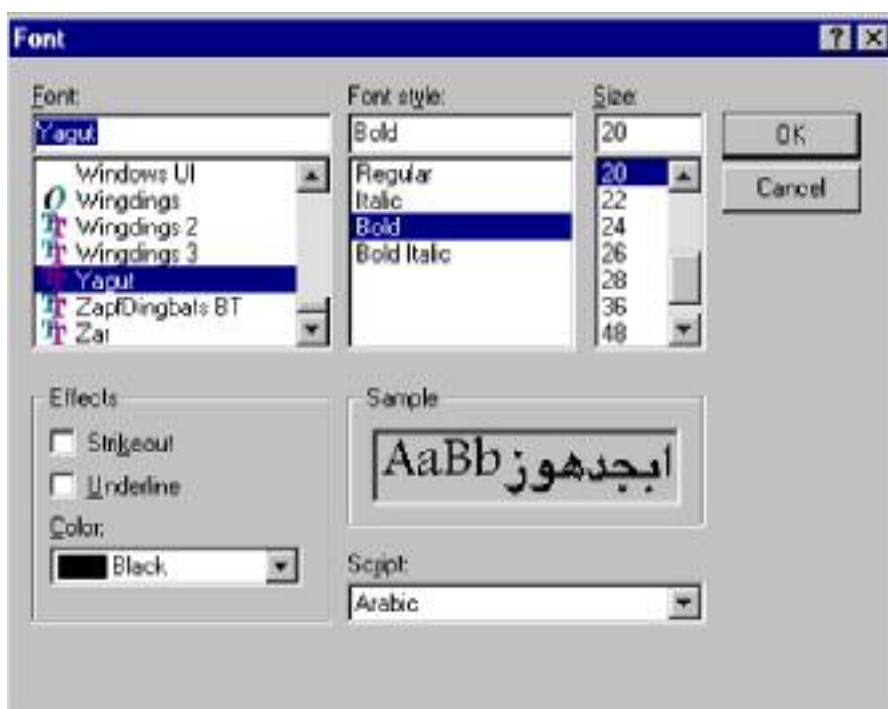 Font
Font:
Yagut
Windows UI
Wingdings
Wingdings 2
Wingdings 3
Yagut
ZapfDingbats BT
Zar
Font style:
Bold
Regular
Italic
Bold
Bold Italic
Size:
20
20
22
24
26
28
36
48
OK
Cancel
Effects
Strikeout
Underline
Color:
Black
Sample
AaBbابجدهوز
Script:
Arabic